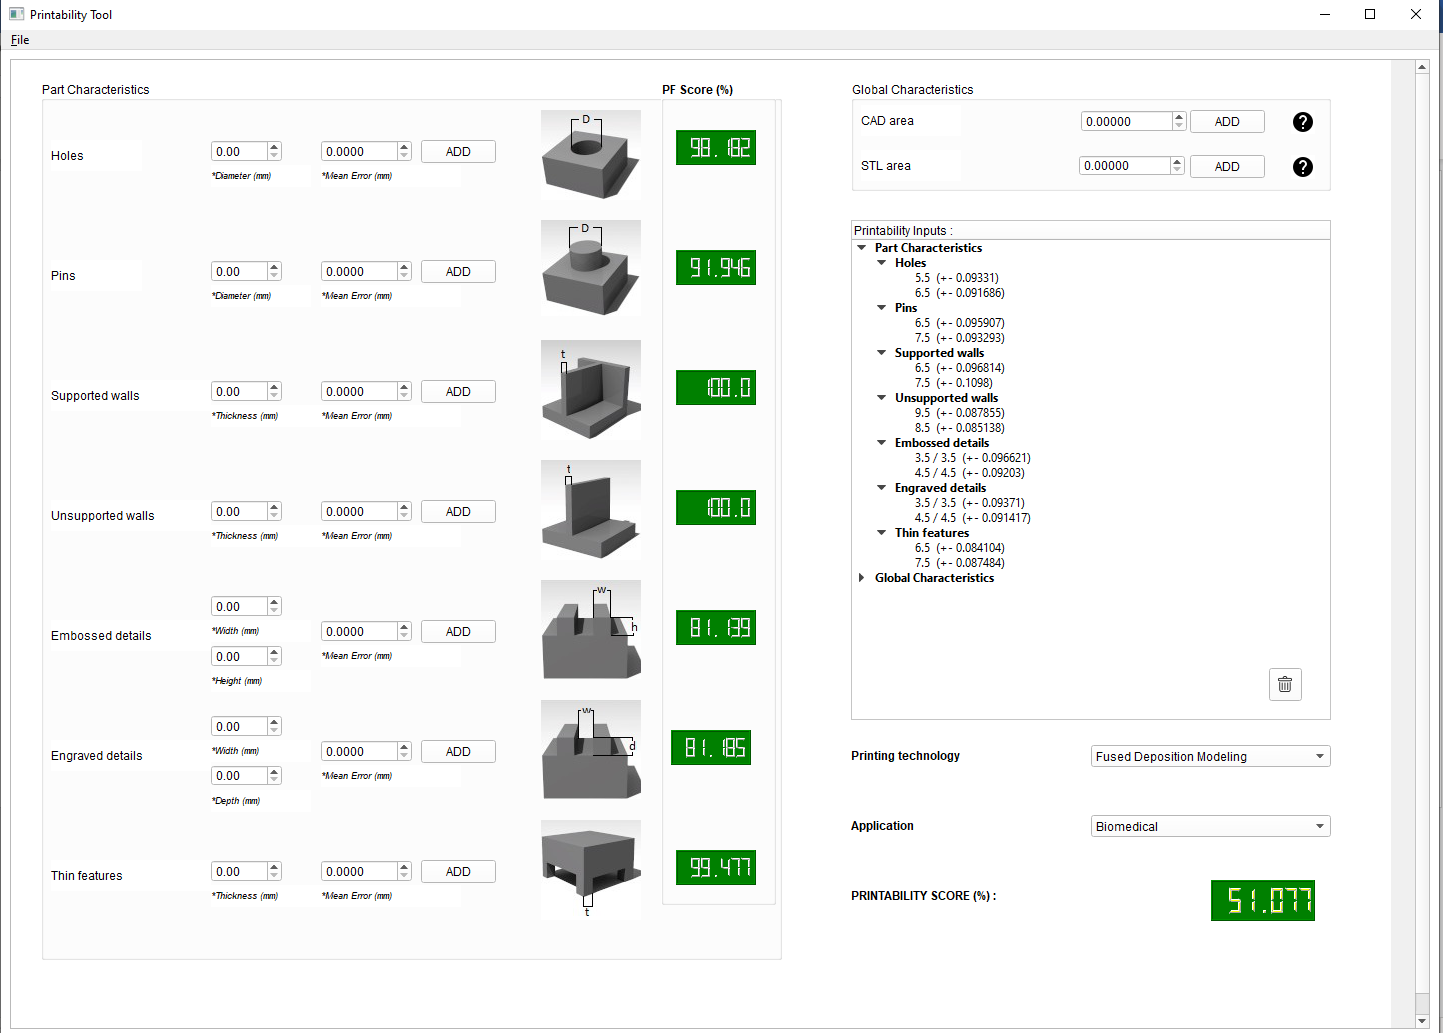 Printability Tool
File
Part Characteristics
PF Score (%)
Holes
0.00
*Diameter (mm)
0.0000
*Mean Error (mm)
ADD
D
98.182
Pins
0.00
*Diameter (mm)
0.0000
*Mean Error (mm)
ADD
D
91.946
Supported walls
0.00
*Thickness (mm)
0.0000
*Mean Error (mm)
ADD
t
100.0
Unsupported walls
0.00
*Thickness (mm)
0.0000
*Mean Error (mm)
ADD
t
100.0
Embossed details
0.00
*Width (mm)
0.00
*Height (mm)
0.0000
*Mean Error (mm)
ADD
w
h
81.139
Engraved details
0.00
*Width (mm)
0.00
*Depth (mm)
0.0000
*Mean Error (mm)
ADD
w
d
81.185
Thin features
0.00
*Thickness (mm)
0.0000
*Mean Error (mm)
ADD
t
99.477
Global Characteristics
CAD area
0.00000
ADD
?
STL area
0.00000
ADD
?
Printability Inputs :
Part Characteristics
Holes
5.5 (+- 0.09331)
6.5 (+- 0.091686)
Pins
6.5 (+- 0.095907)
7.5 (+- 0.093293)
Supported walls
6.5 (+- 0.096814)
7.5 (+- 0.1098)
Unsupported walls
9.5 (+- 0.087855)
8.5 (+- 0.085138)
Embossed details
3.5 / 3.5 (+- 0.096621)
4.5 / 4.5 (+- 0.09203)
Engraved details
3.5 / 3.5 (+- 0.09371)
4.5 / 4.5 (+- 0.091417)
Thin features
6.5 (+- 0.084104)
7.5 (+- 0.087484)
Global Characteristics
Printing technology
Fused Deposition Modeling
Application
Biomedical
PRINTABILITY SCORE (%) :
51.077